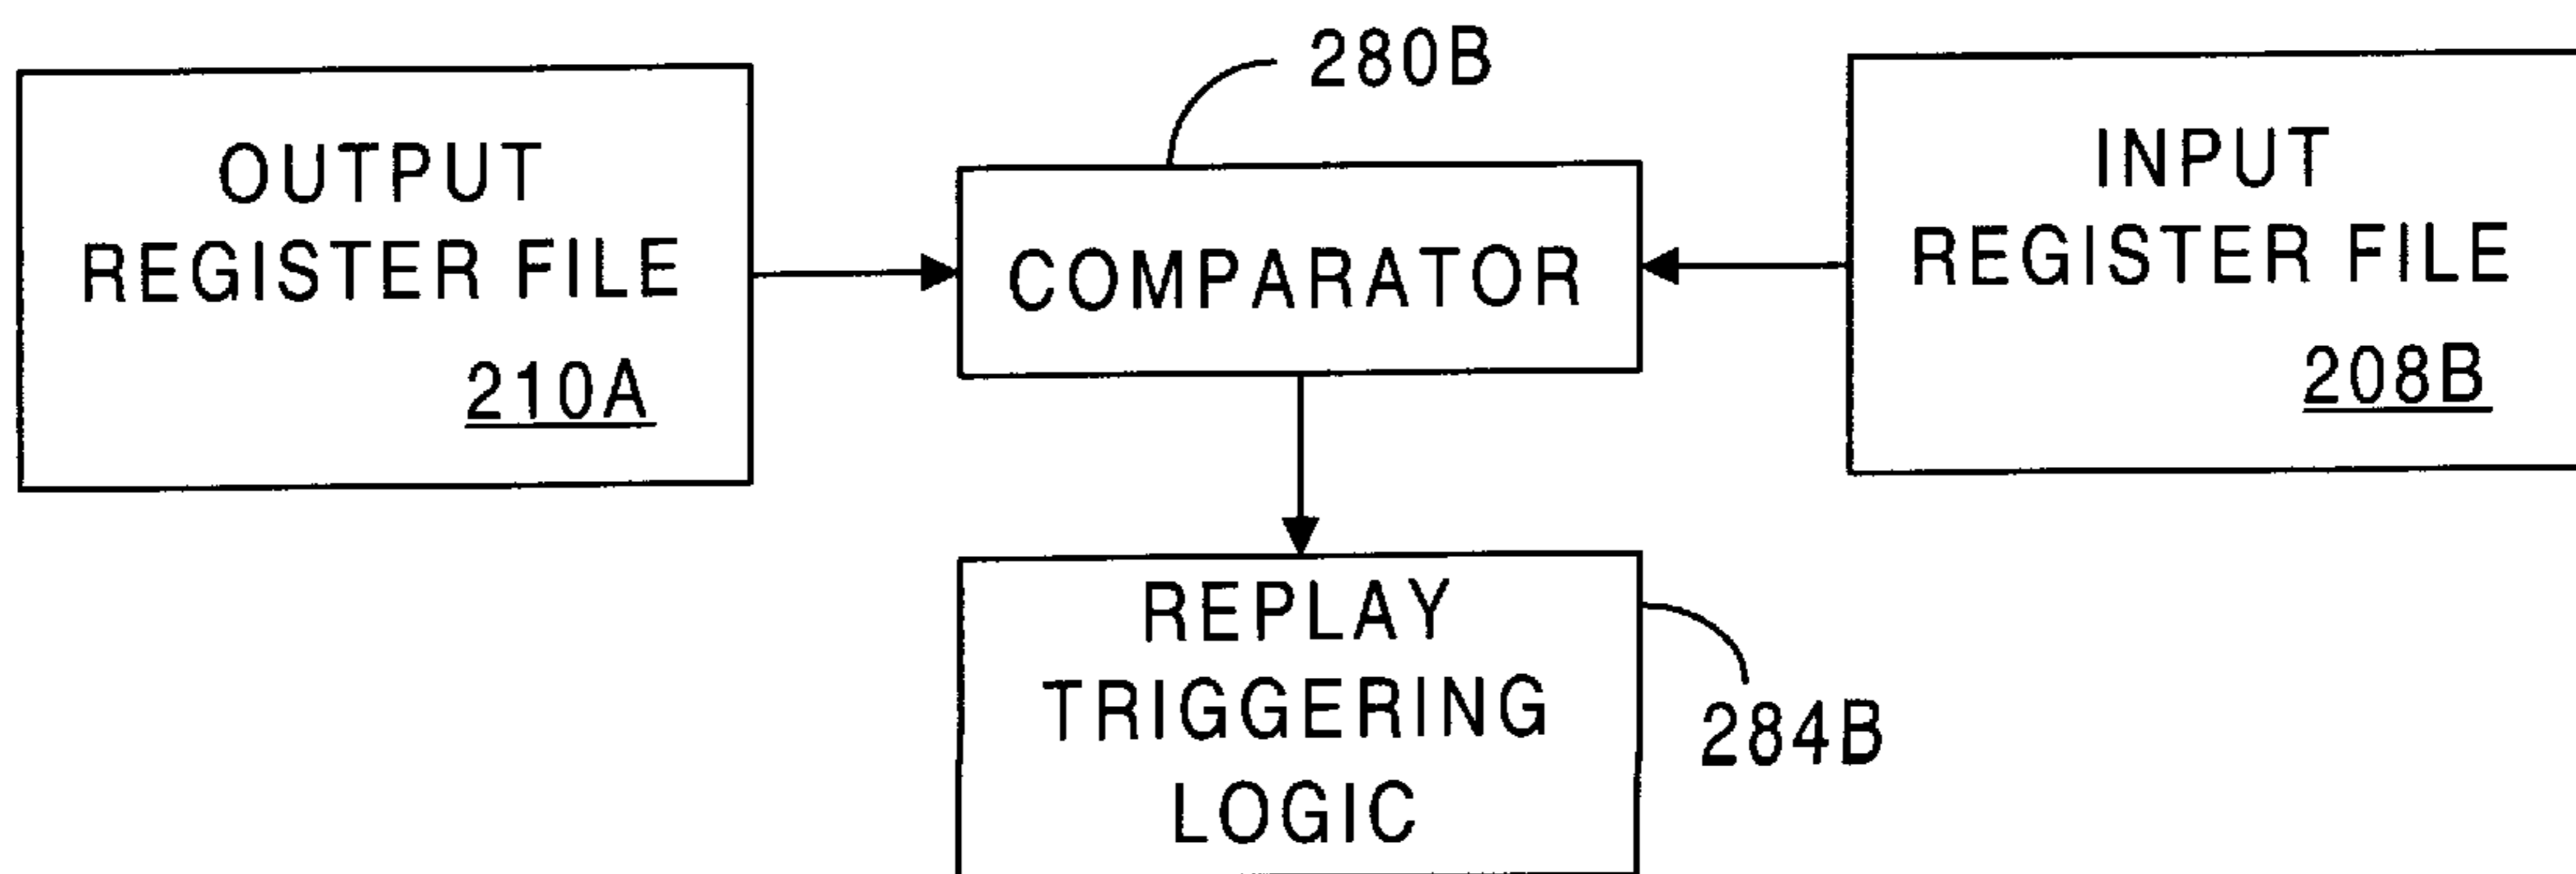 280B
OUTPUT
REGISTER FILE
210A
COMPARATOR
INPUT
REGISTER FILE
208B
REPLAY
TRIGGERING
LOGIC
284B